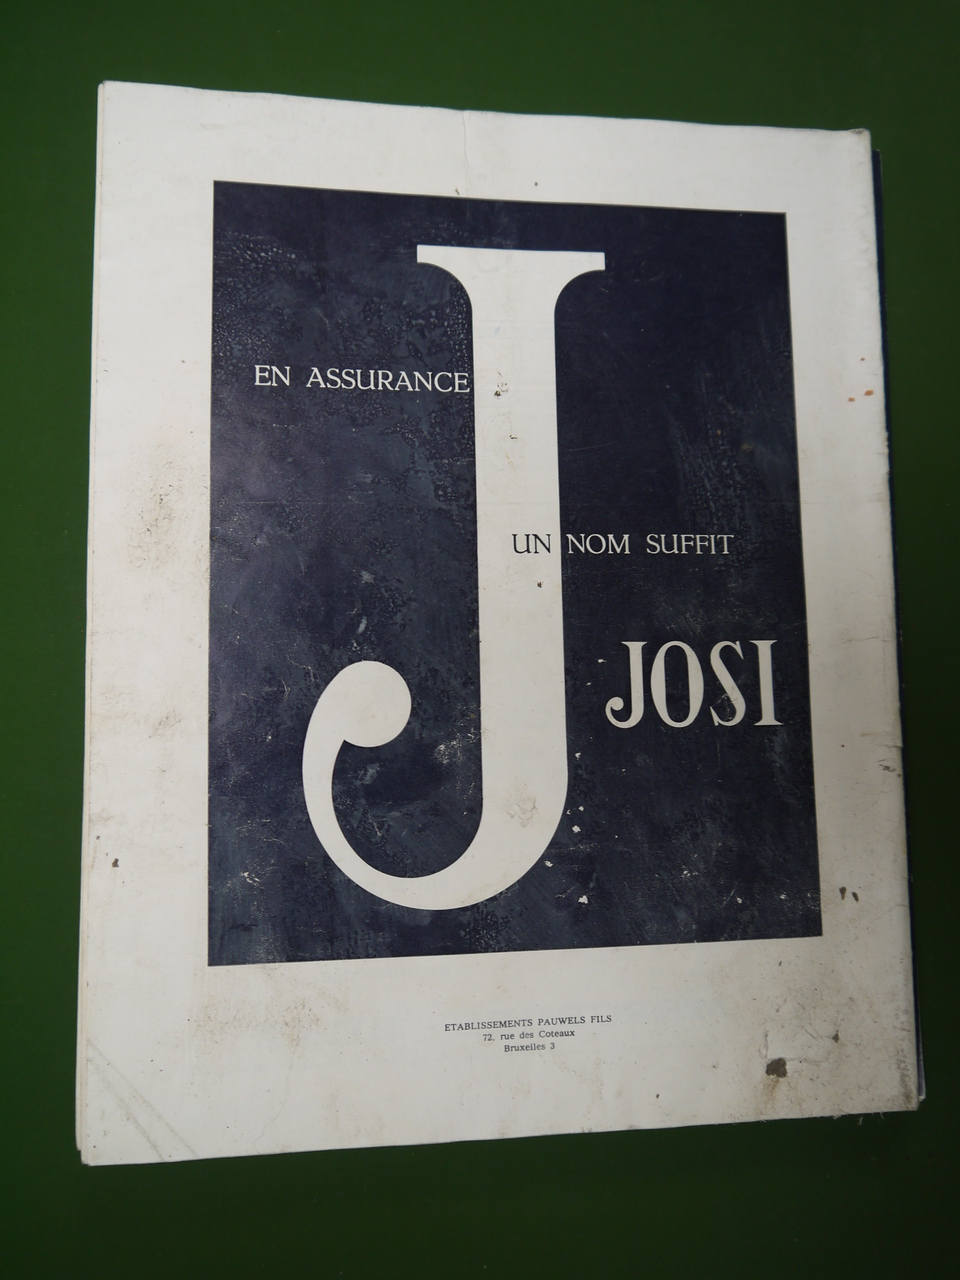 J
EN ASSURANCE
UN NOM SUFFIT
JOSI
ETABLISSEMENTS PAUWELS FILS
72, rue des Coteaux
Bruxelles 3